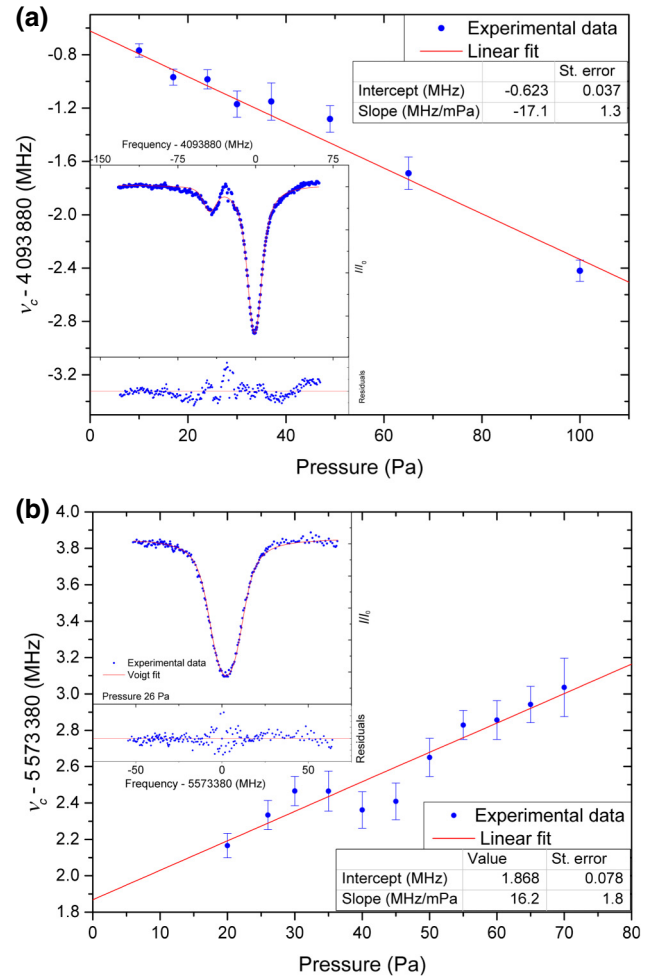 (a)
Experimental data
Linear fit
St. error
Intercept (MHz) -0.623 0.037
Slope (MHz/mPa) -17.1 1.3
Frequency - 4093880 (MHz)
-150 -75 0 75
I/I0
Residuals
νc - 4 093 880 (MHz)
-0.8
-1.2
-1.6
-2.0
-2.4
-2.8
-3.2
0 20 40 60 80 100
Pressure (Pa)
(b)
νc - 5 573 380 (MHz)
4.0
3.8
3.6
3.4
3.2
3.0
2.8
2.6
2.4
2.2
2.0
1.8
I/I0
Experimental data
Voigt fit
Pressure 26 Pa
Residuals
-50 0 50
Frequency - 5573380 (MHz)
Experimental data
Linear fit
Value St. error
Intercept (MHz) 1.868 0.078
Slope (MHz/mPa 16.2 1.8
0 10 20 30 40 50 60 70 80
Pressure (Pa)